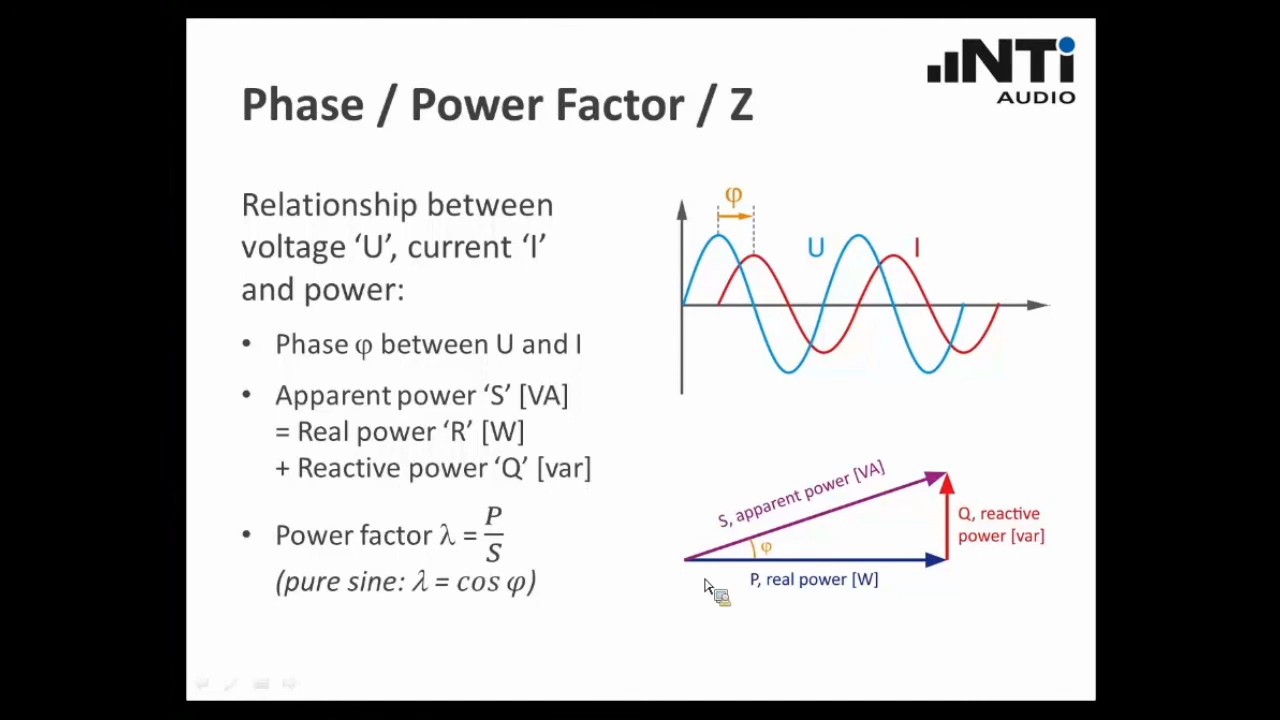 NTi
AUDIO
Phase / Power Factor / Z
Relationship between
voltage ‘U’, current ‘I’
and power:
• Phase φ between U and I
• Apparent power ‘S’ [VA]
= Real power ‘R’ [W]
+ Reactive power ‘Q’ [var]
• Power factor λ = P/S
(pure sine: λ = cos φ)
φ
U
I
S, apparent power [VA]
Q, reactive
power [var]
φ
P, real power [W]